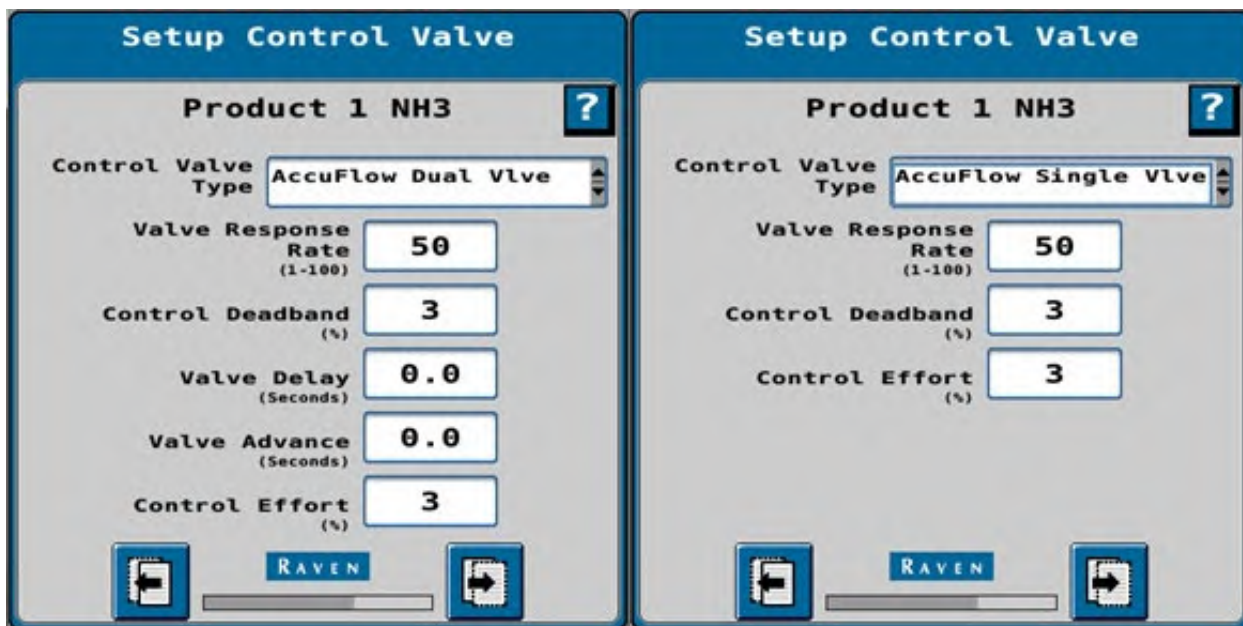 Setup Control Valve
Product 1 NH3
?
Control Valve
Type
AccuFlow Dual Vlve
Valve Response
Rate
(1-100)
50
Control Deadband
(%)
3
Valve Delay
(Seconds)
0.0
Valve Advance
(Seconds)
0.0
Control Effort
(%)
3
RAVEN
Setup Control Valve
Product 1 NH3
?
Control Valve
Type
AccuFlow Single Vlve
Valve Response
Rate
(1-100)
50
Control Deadband
(%)
3
Control Effort
(%)
3
RAVEN